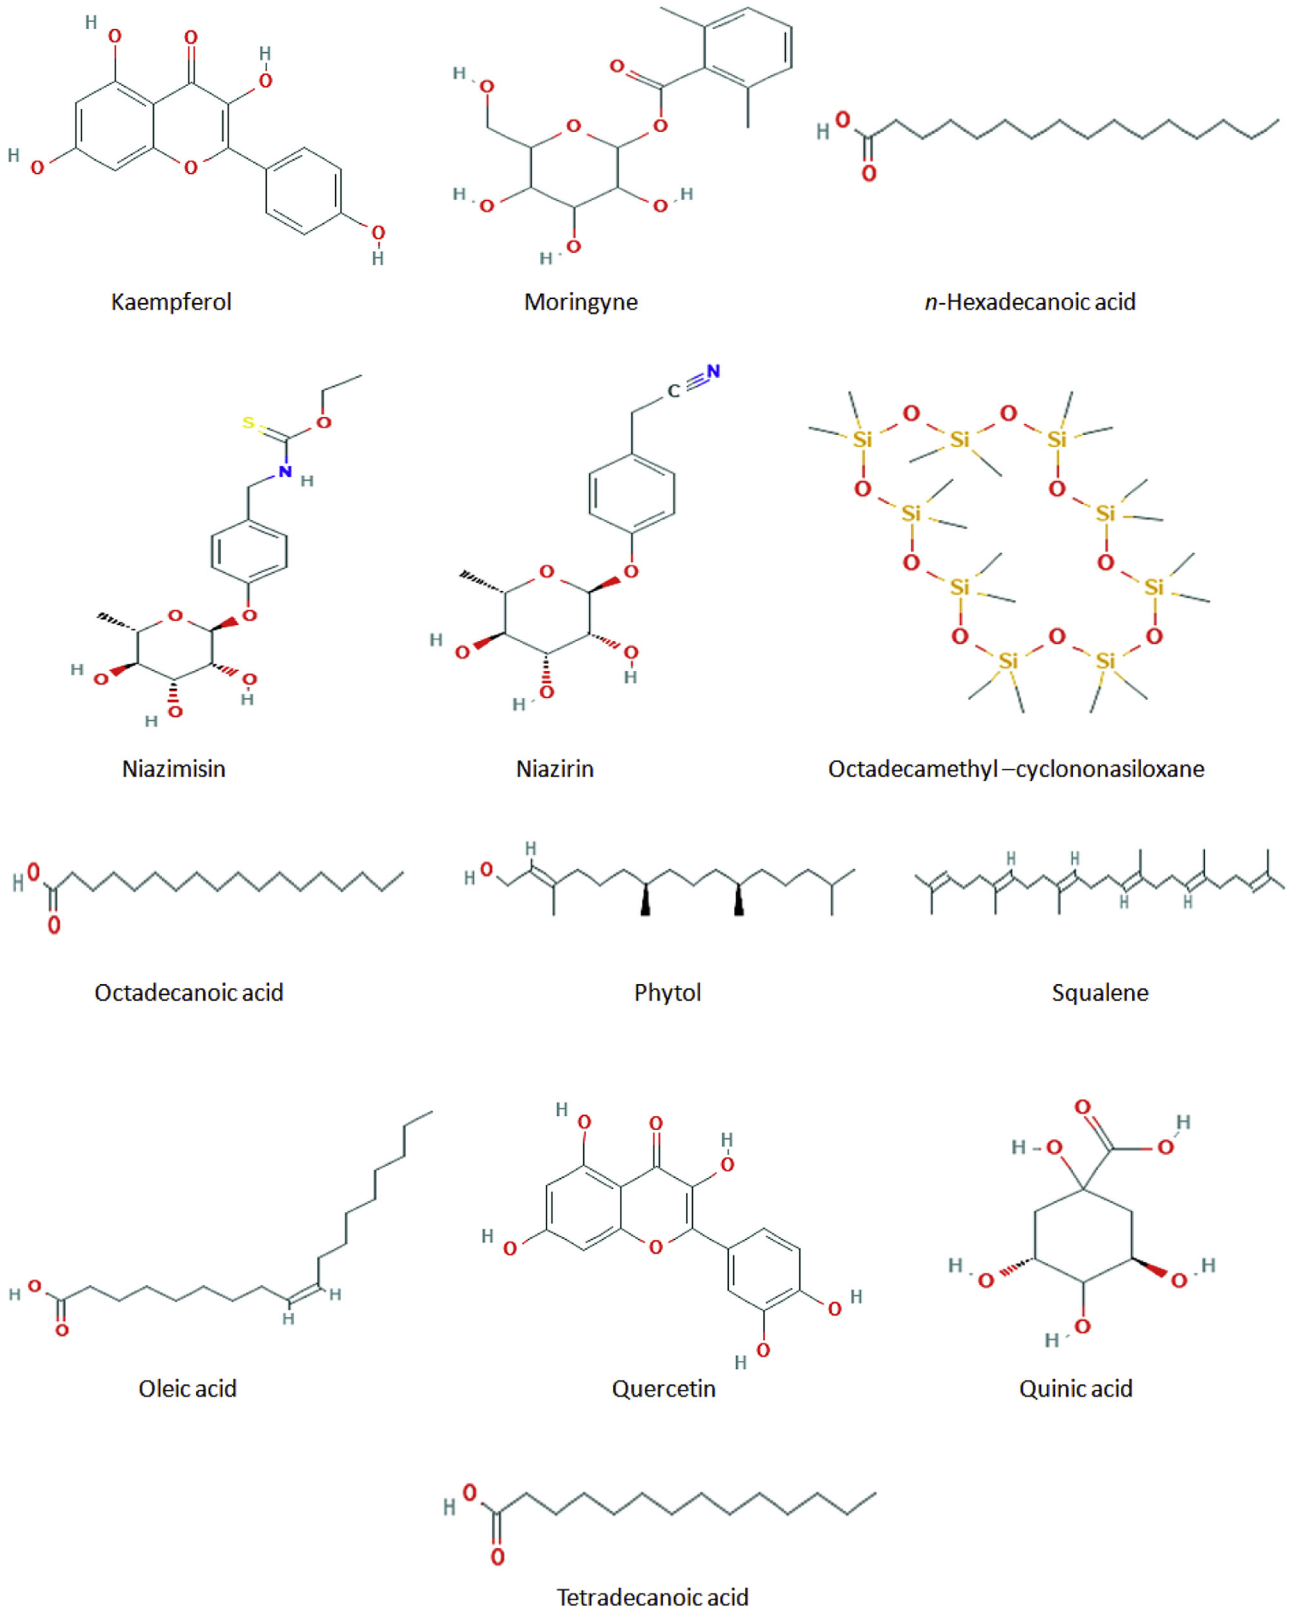 Kaempferol
Moringyne
n-Hexadecanoic acid
Niazimisin
Niazirin
Octadecamethyl –cyclononasiloxane
Octadecanoic acid
Phytol
Squalene
Oleic acid
Quercetin
Quinic acid
Tetradecanoic acid